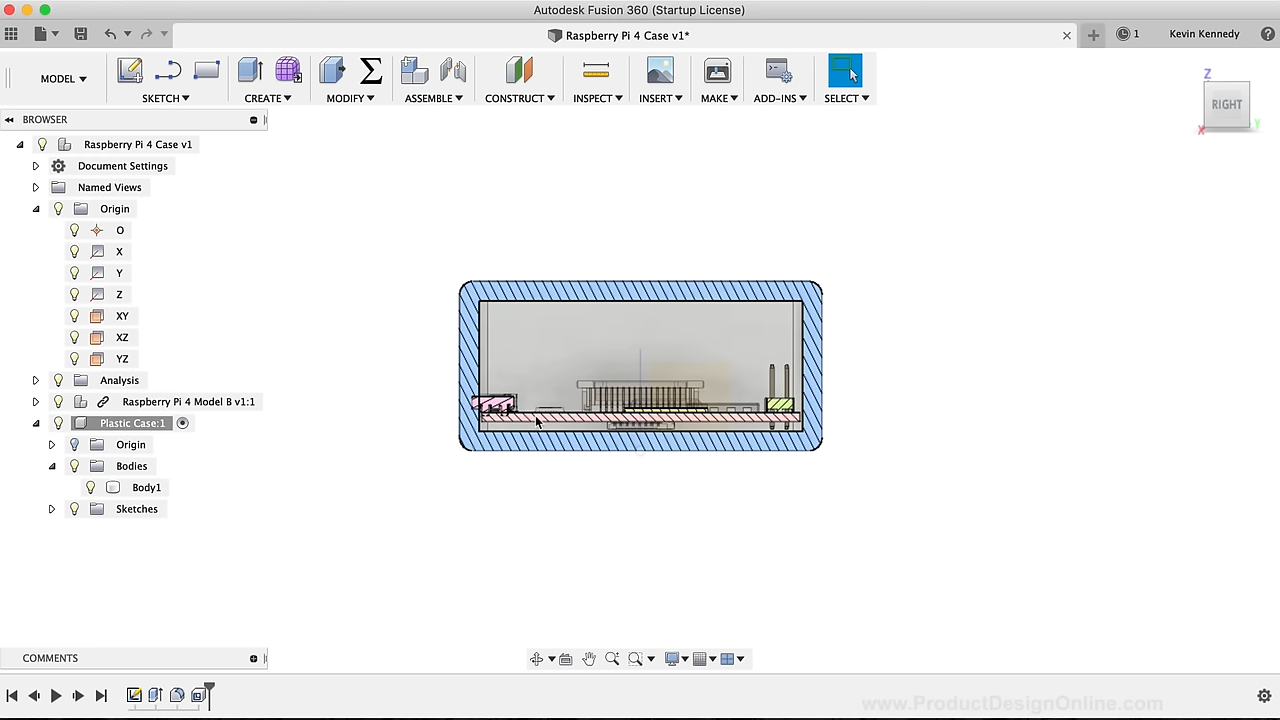 Autodesk Fusion 360 (Startup License)
Raspberry Pi 4 Case v1*
1
Kevin Kennedy
MODEL
SKETCH
CREATE
MODIFY
ASSEMBLE
CONSTRUCT
INSPECT
INSERT
MAKE
ADD-INS
SELECT
Z
RIGHT
X
Y
BROWSER
Raspberry Pi 4 Case v1
Document Settings
Named Views
Origin
O
X
Y
Z
XY
XZ
YZ
Analysis
Raspberry Pi 4 Model B v1:1
Plastic Case:1
Origin
Bodies
Body1
Sketches
COMMENTS
www.ProductDesignOnline.com